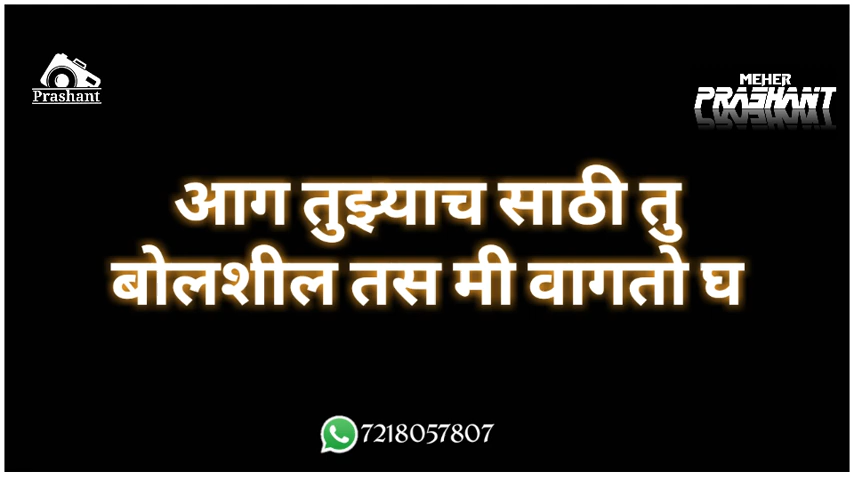 Prashant
MEHER
PRASHANT
आग तुझ्याच साठी तु
बोलशील तस मी वागतो घ
7218057807